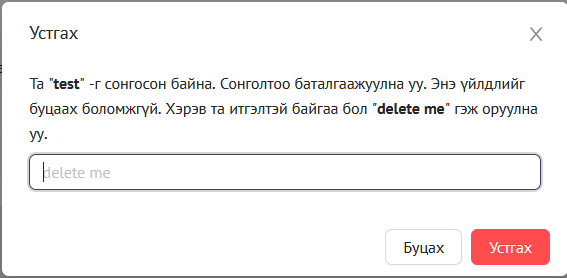 Устгах
Та "test" -г сонгосон байна. Сонголтоо баталгаажуулна уу. Энэ үйлдлийг
буцаах боломжгүй. Хэрэв та итгэлтэй байгаа бол "delete me" гэж оруулна
уу.
delete me
Буцах
Устгах